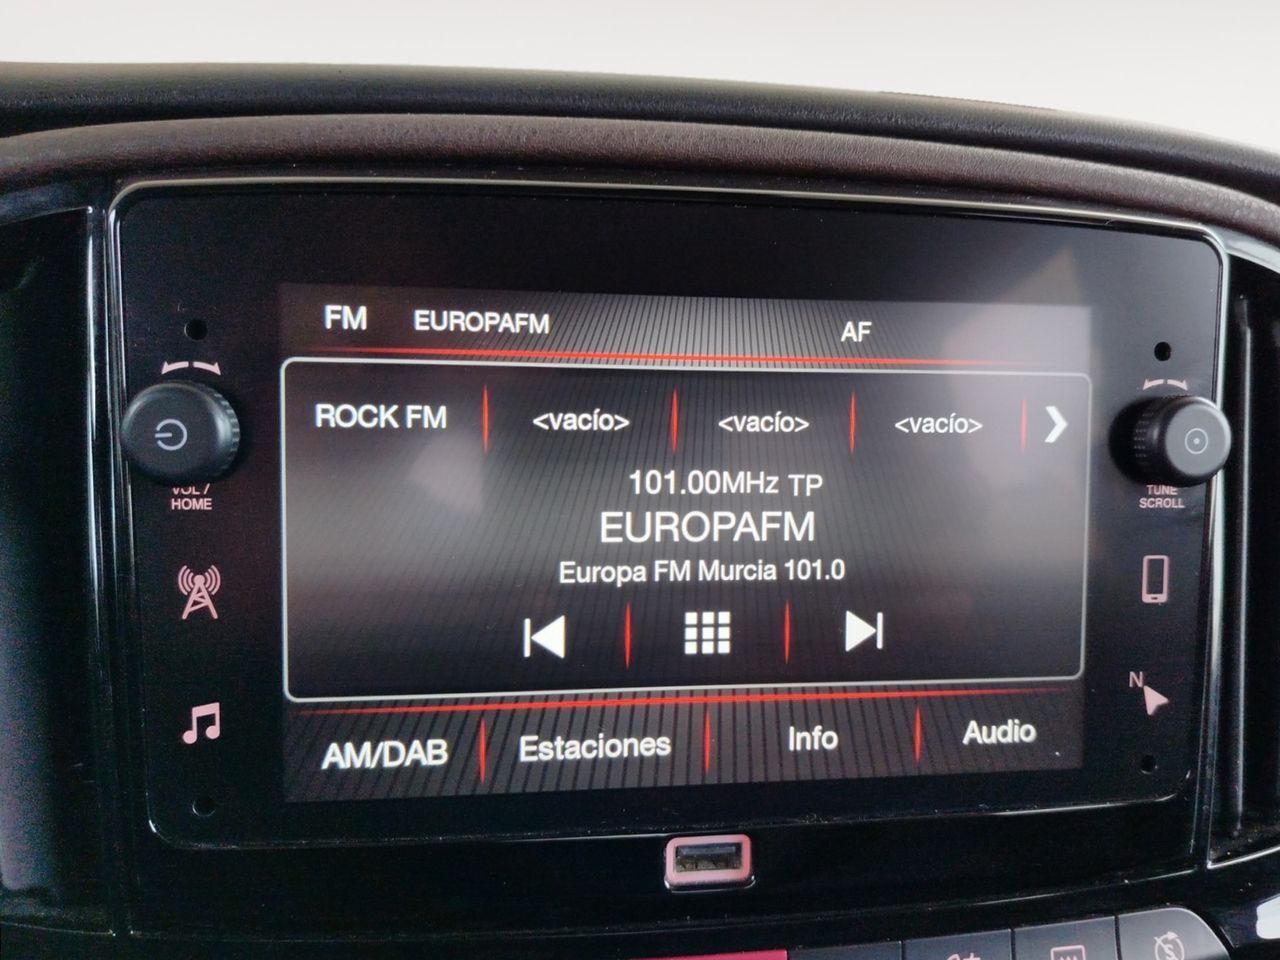 FM EUROPAFM AF
ROCK FM <vacío> <vacío> <vacío>
101.00MHz TP
EUROPAFM
Europa FM Murcia 101.0
AM/DAB Estaciones Info Audio
VOL /
HOME
TUNE
SCROLL
N